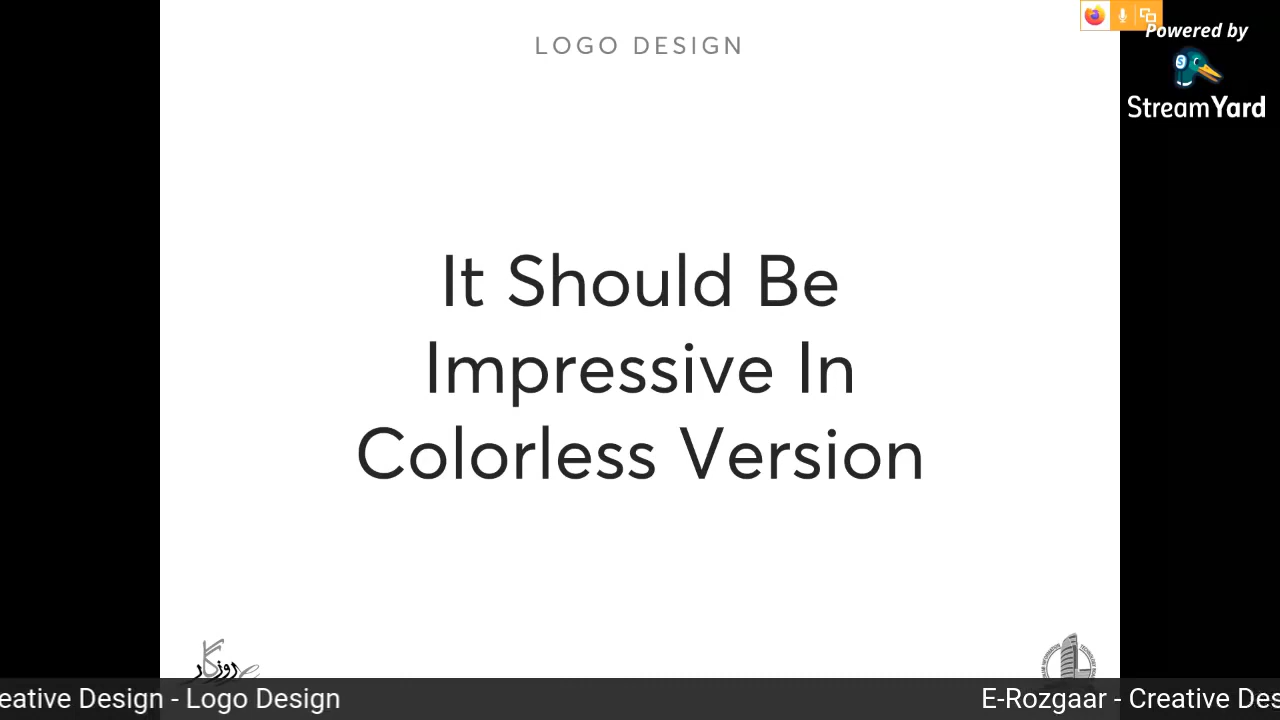 LOGO DESIGN
Powered by
StreamYard
It Should Be
Impressive In
Colorless Version
روزگار
eative Design - Logo Design
E-Rozgaar - Creative Des